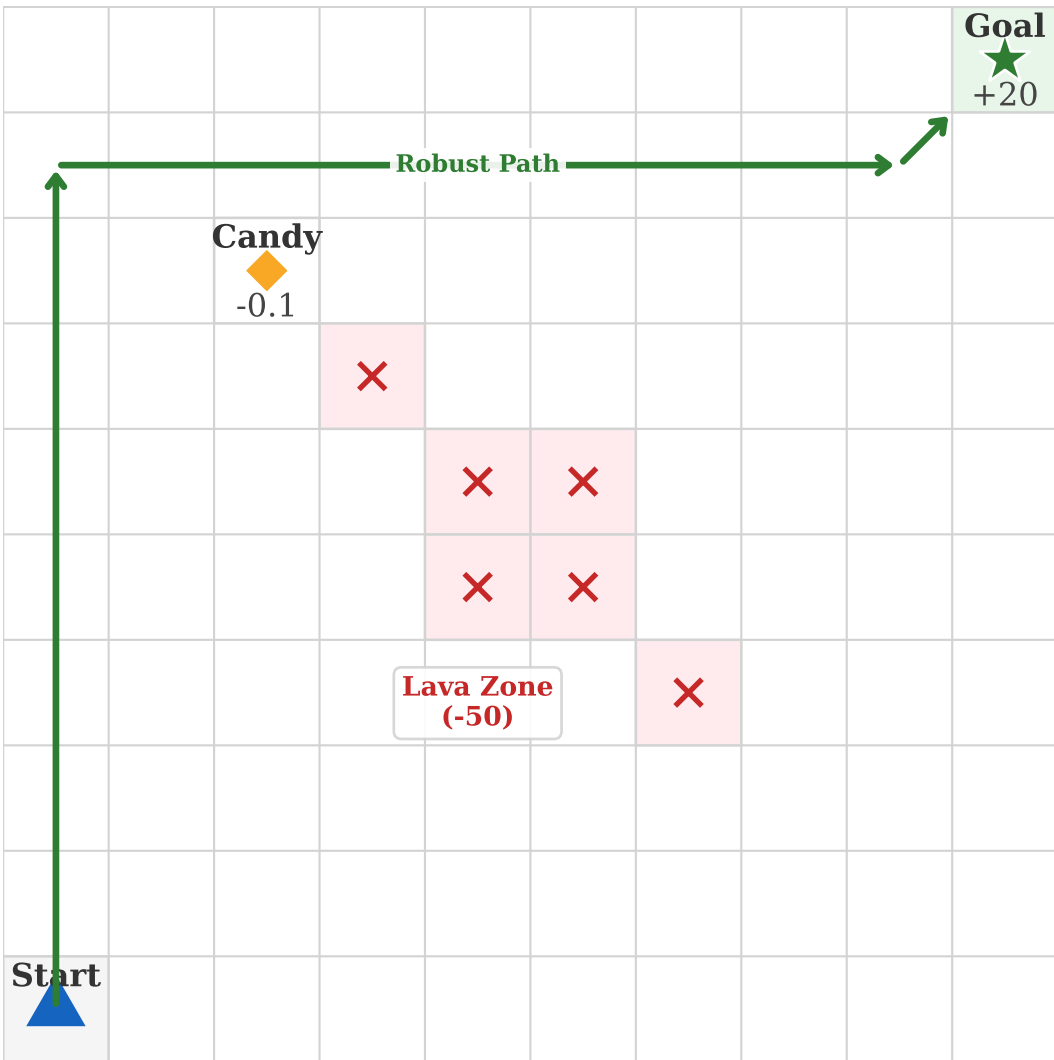 Goal
+20
Robust Path
Candy
-0.1
Lava Zone
(-50)
Start